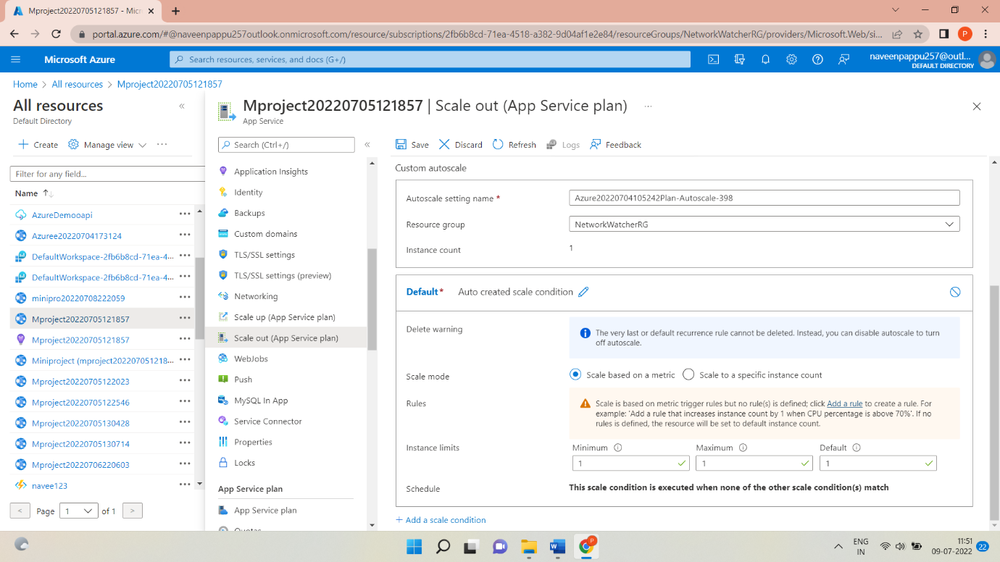 Mproject20220705121857 - Micr
portal.azure.com/#@naveenpappu257outlook.onmicrosoft.com/resource/subscriptions/2fb6b8cd-71ea-4518-a382-9d04af1e2e84/resourceGroups/NetworkWatcherRG/providers/Microsoft.Web/si...
P
Microsoft Azure
Search resources, services, and docs (G+/)
naveenpappu257@outl...
DEFAULT DIRECTORY
Home > All resources > Mproject20220705121857
All resources
Default Directory
Create
Manage view
Filter for any field...
Name
AzureDemooapi
Azuree20220704173124
DefaultWorkspace-2fb6b8cd-71ea-4...
DefaultWorkspace-2fb6b8cd-71ea-4...
minipro20220708222059
Mproject20220705121857
Mproject20220705121857
Miniproject (mproject202207051218...
Mproject20220705122023
Mproject20220705122546
Mproject20220705130428
Mproject20220705130714
Mproject20220706220603
navee123
< Page 1 of 1 >
Mproject20220705121857 | Scale out (App Service plan) ...
App Service
Search (Ctrl+/)
Application Insights
Identity
Backups
Custom domains
TLS/SSL settings
TLS/SSL settings (preview)
Networking
Scale up (App Service plan)
Scale out (App Service plan)
WebJobs
Push
MySQL In App
Service Connector
Properties
Locks
App Service plan
App Service plan
Quotas
Save Discard Refresh Logs Feedback
Custom autoscale
Autoscale setting name *
Azure20220704105242Plan-Autoscale-398
Resource group
NetworkWatcherRG
Instance count
1
Default* Auto created scale condition
Delete warning
The very last or default recurrence rule cannot be deleted. Instead, you can disable autoscale to turn
off autoscale.
Scale mode
Scale based on a metric Scale to a specific instance count
Rules
Scale is based on metric trigger rules but no rule(s) is defined; click Add a rule to create a rule. For
example: 'Add a rule that increases instance count by 1 when CPU percentage is above 70%'. If no
rules is defined, the resource will be set to default instance count.
Instance limits
Minimum Maximum Default
1 1 1
Schedule
This scale condition is executed when none of the other scale condition(s) match
+ Add a scale condition
W
P
ENG
IN
11:51
09-07-2022
22